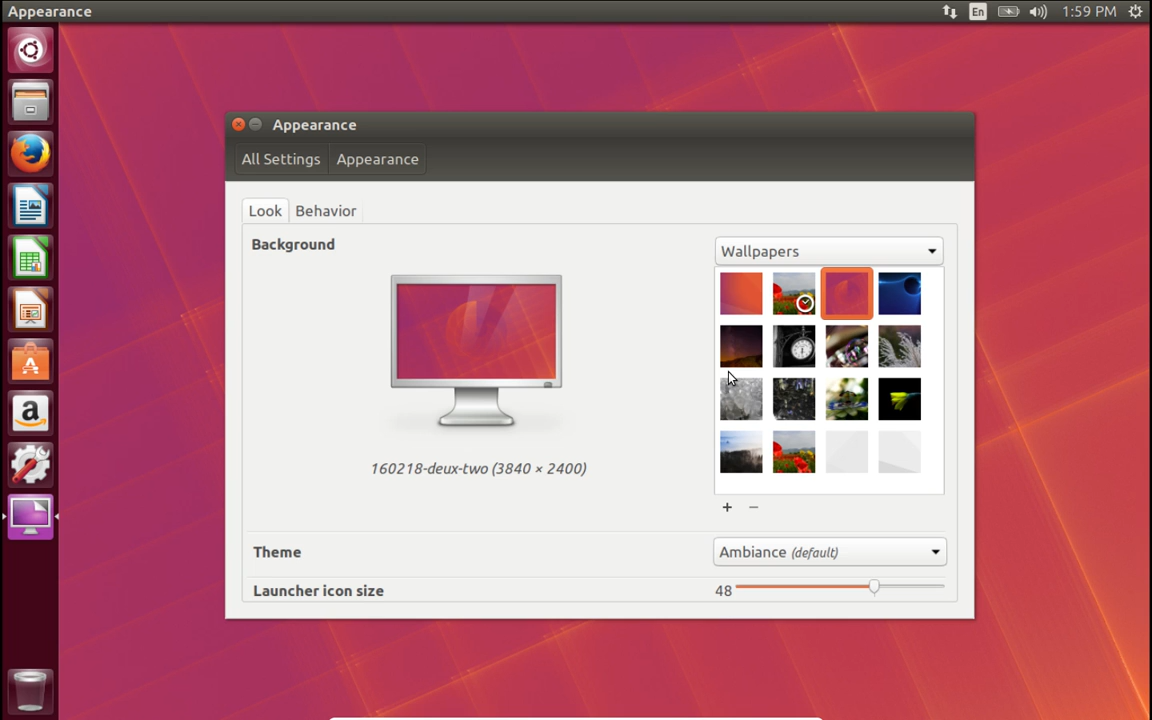 Appearance
En
1:59 PM
Appearance
All Settings
Appearance
Look
Behavior
Background
Wallpapers
160218-deux-two (3840 × 2400)
+ −
Theme
Ambiance (default)
Launcher icon size
48